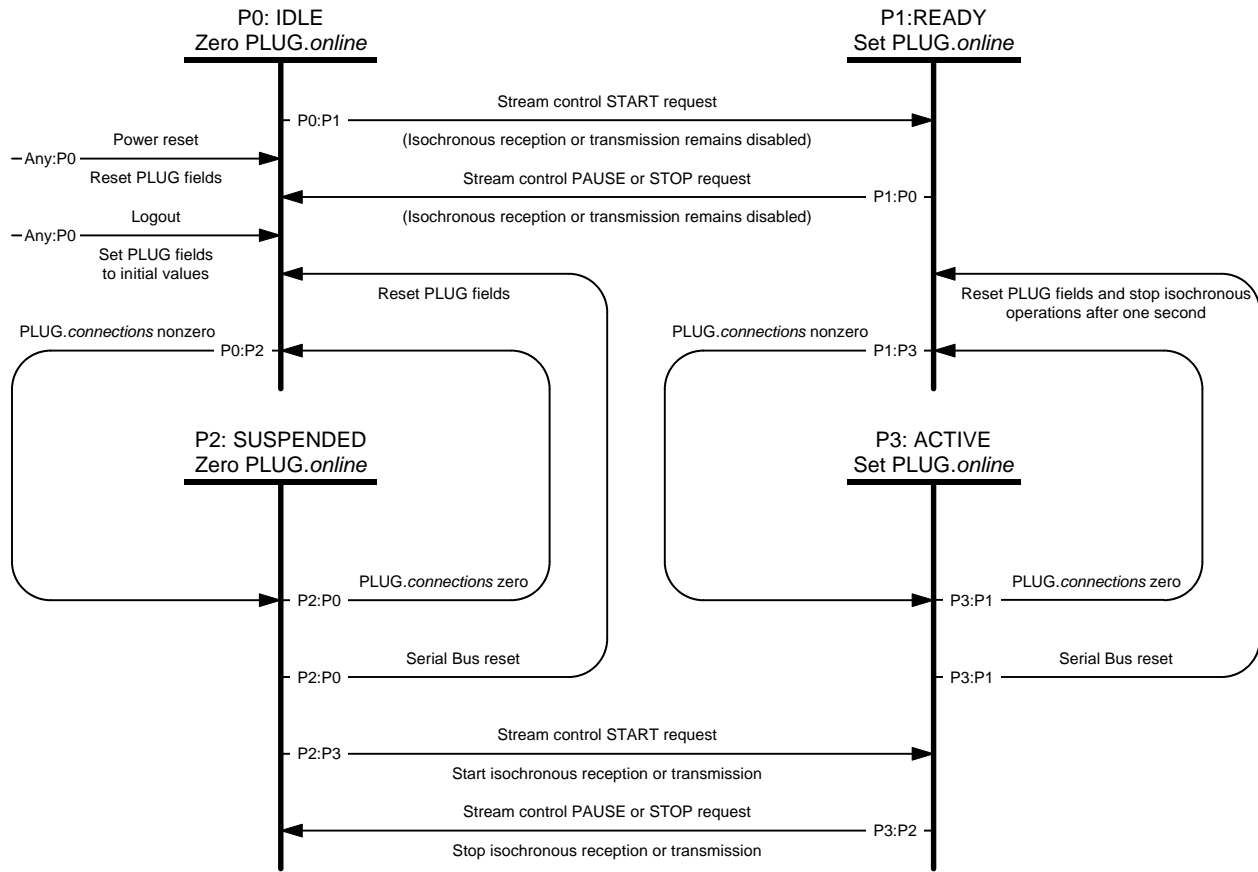 P0: IDLE
Zero PLUG.online
P1:READY
Set PLUG.online
Stream control START request
P0:P1
(Isochronous reception or transmission remains disabled)
Power reset
Any:P0
Reset PLUG fields
Stream control PAUSE or STOP request
P1:P0
(Isochronous reception or transmission remains disabled)
Logout
Any:P0
Set PLUG fields
to initial values
Reset PLUG fields
Reset PLUG fields and stop isochronous
operations after one second
PLUG.connections nonzero
P0:P2
PLUG.connections nonzero
P1:P3
P2: SUSPENDED
Zero PLUG.online
P3: ACTIVE
Set PLUG.online
PLUG.connections zero
P2:P0
PLUG.connections zero
P3:P1
Serial Bus reset
P2:P0
Serial Bus reset
P3:P1
Stream control START request
P2:P3
Start isochronous reception or transmission
Stream control PAUSE or STOP request
P3:P2
Stop isochronous reception or transmission